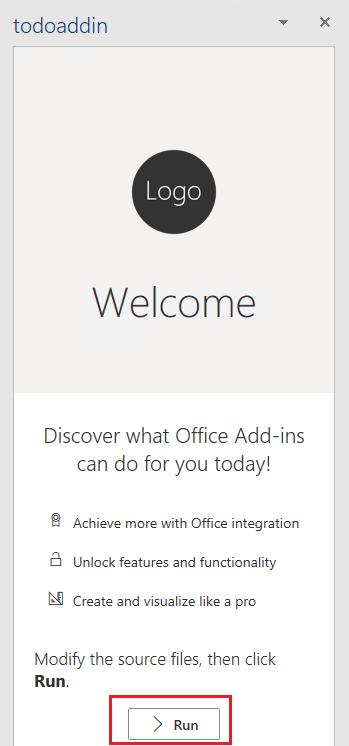 todoaddin
Logo
Welcome
Discover what Office Add-ins
can do for you today!
Achieve more with Office integration
Unlock features and functionality
Create and visualize like a pro
Modify the source files, then click
Run.
Run